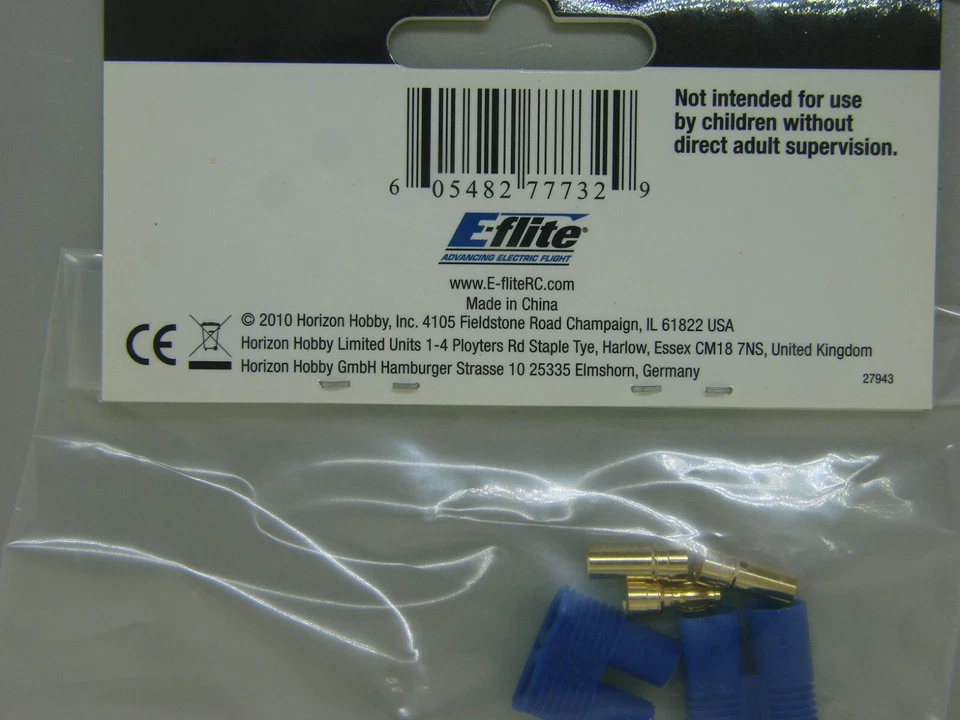 Not intended for use
by children without
direct adult supervision.
6 05482 77732 9
E-flite®
ADVANCING ELECTRIC FLIGHT
www.E-fliteRC.com
Made in China
CE
© 2010 Horizon Hobby, Inc. 4105 Fieldstone Road Champaign, IL 61822 USA
Horizon Hobby Limited Units 1-4 Ployters Rd Staple Tye, Harlow, Essex CM18 7NS, United Kingdom
Horizon Hobby GmbH Hamburger Strasse 10 25335 Elmshorn, Germany
27943